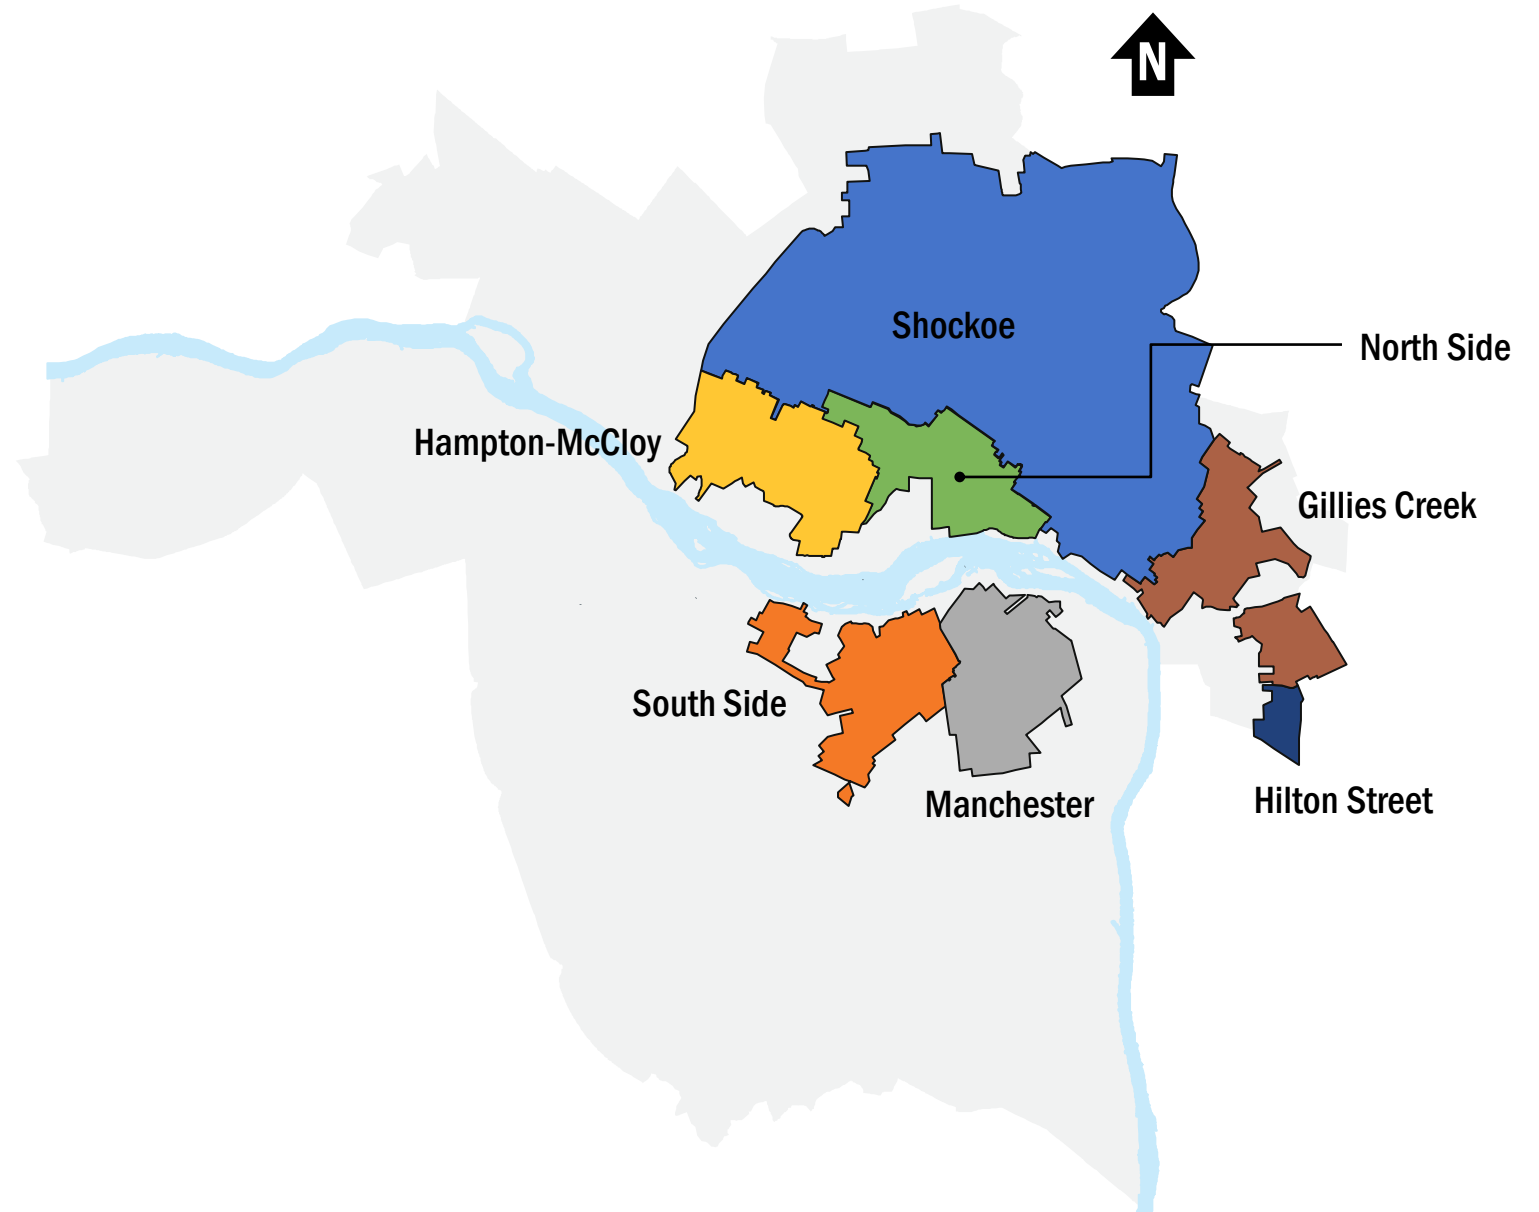 N
Shockoe
North Side
Hampton-McCloy
Gillies Creek
South Side
Manchester
Hilton Street